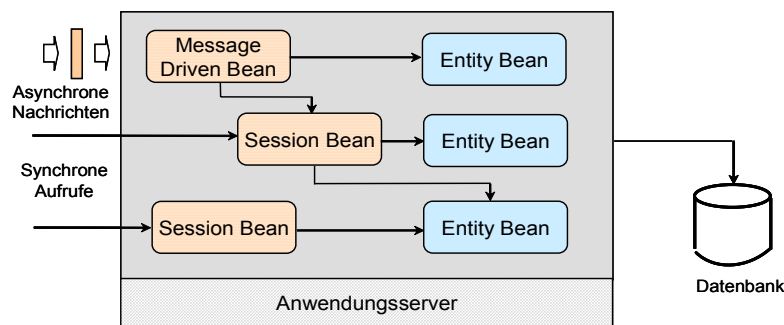 Message
Driven Bean
Entity Bean
Asynchrone
Nachrichten
Session Bean
Entity Bean
Synchrone
Aufrufe
Session Bean
Entity Bean
Datenbank
Anwendungsserver